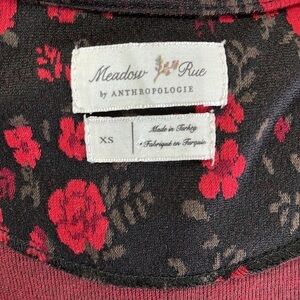 Meadow Rue
by ANTHROPOLOGIE
XS
Made in Turkey
• Fabriqué en Turquie